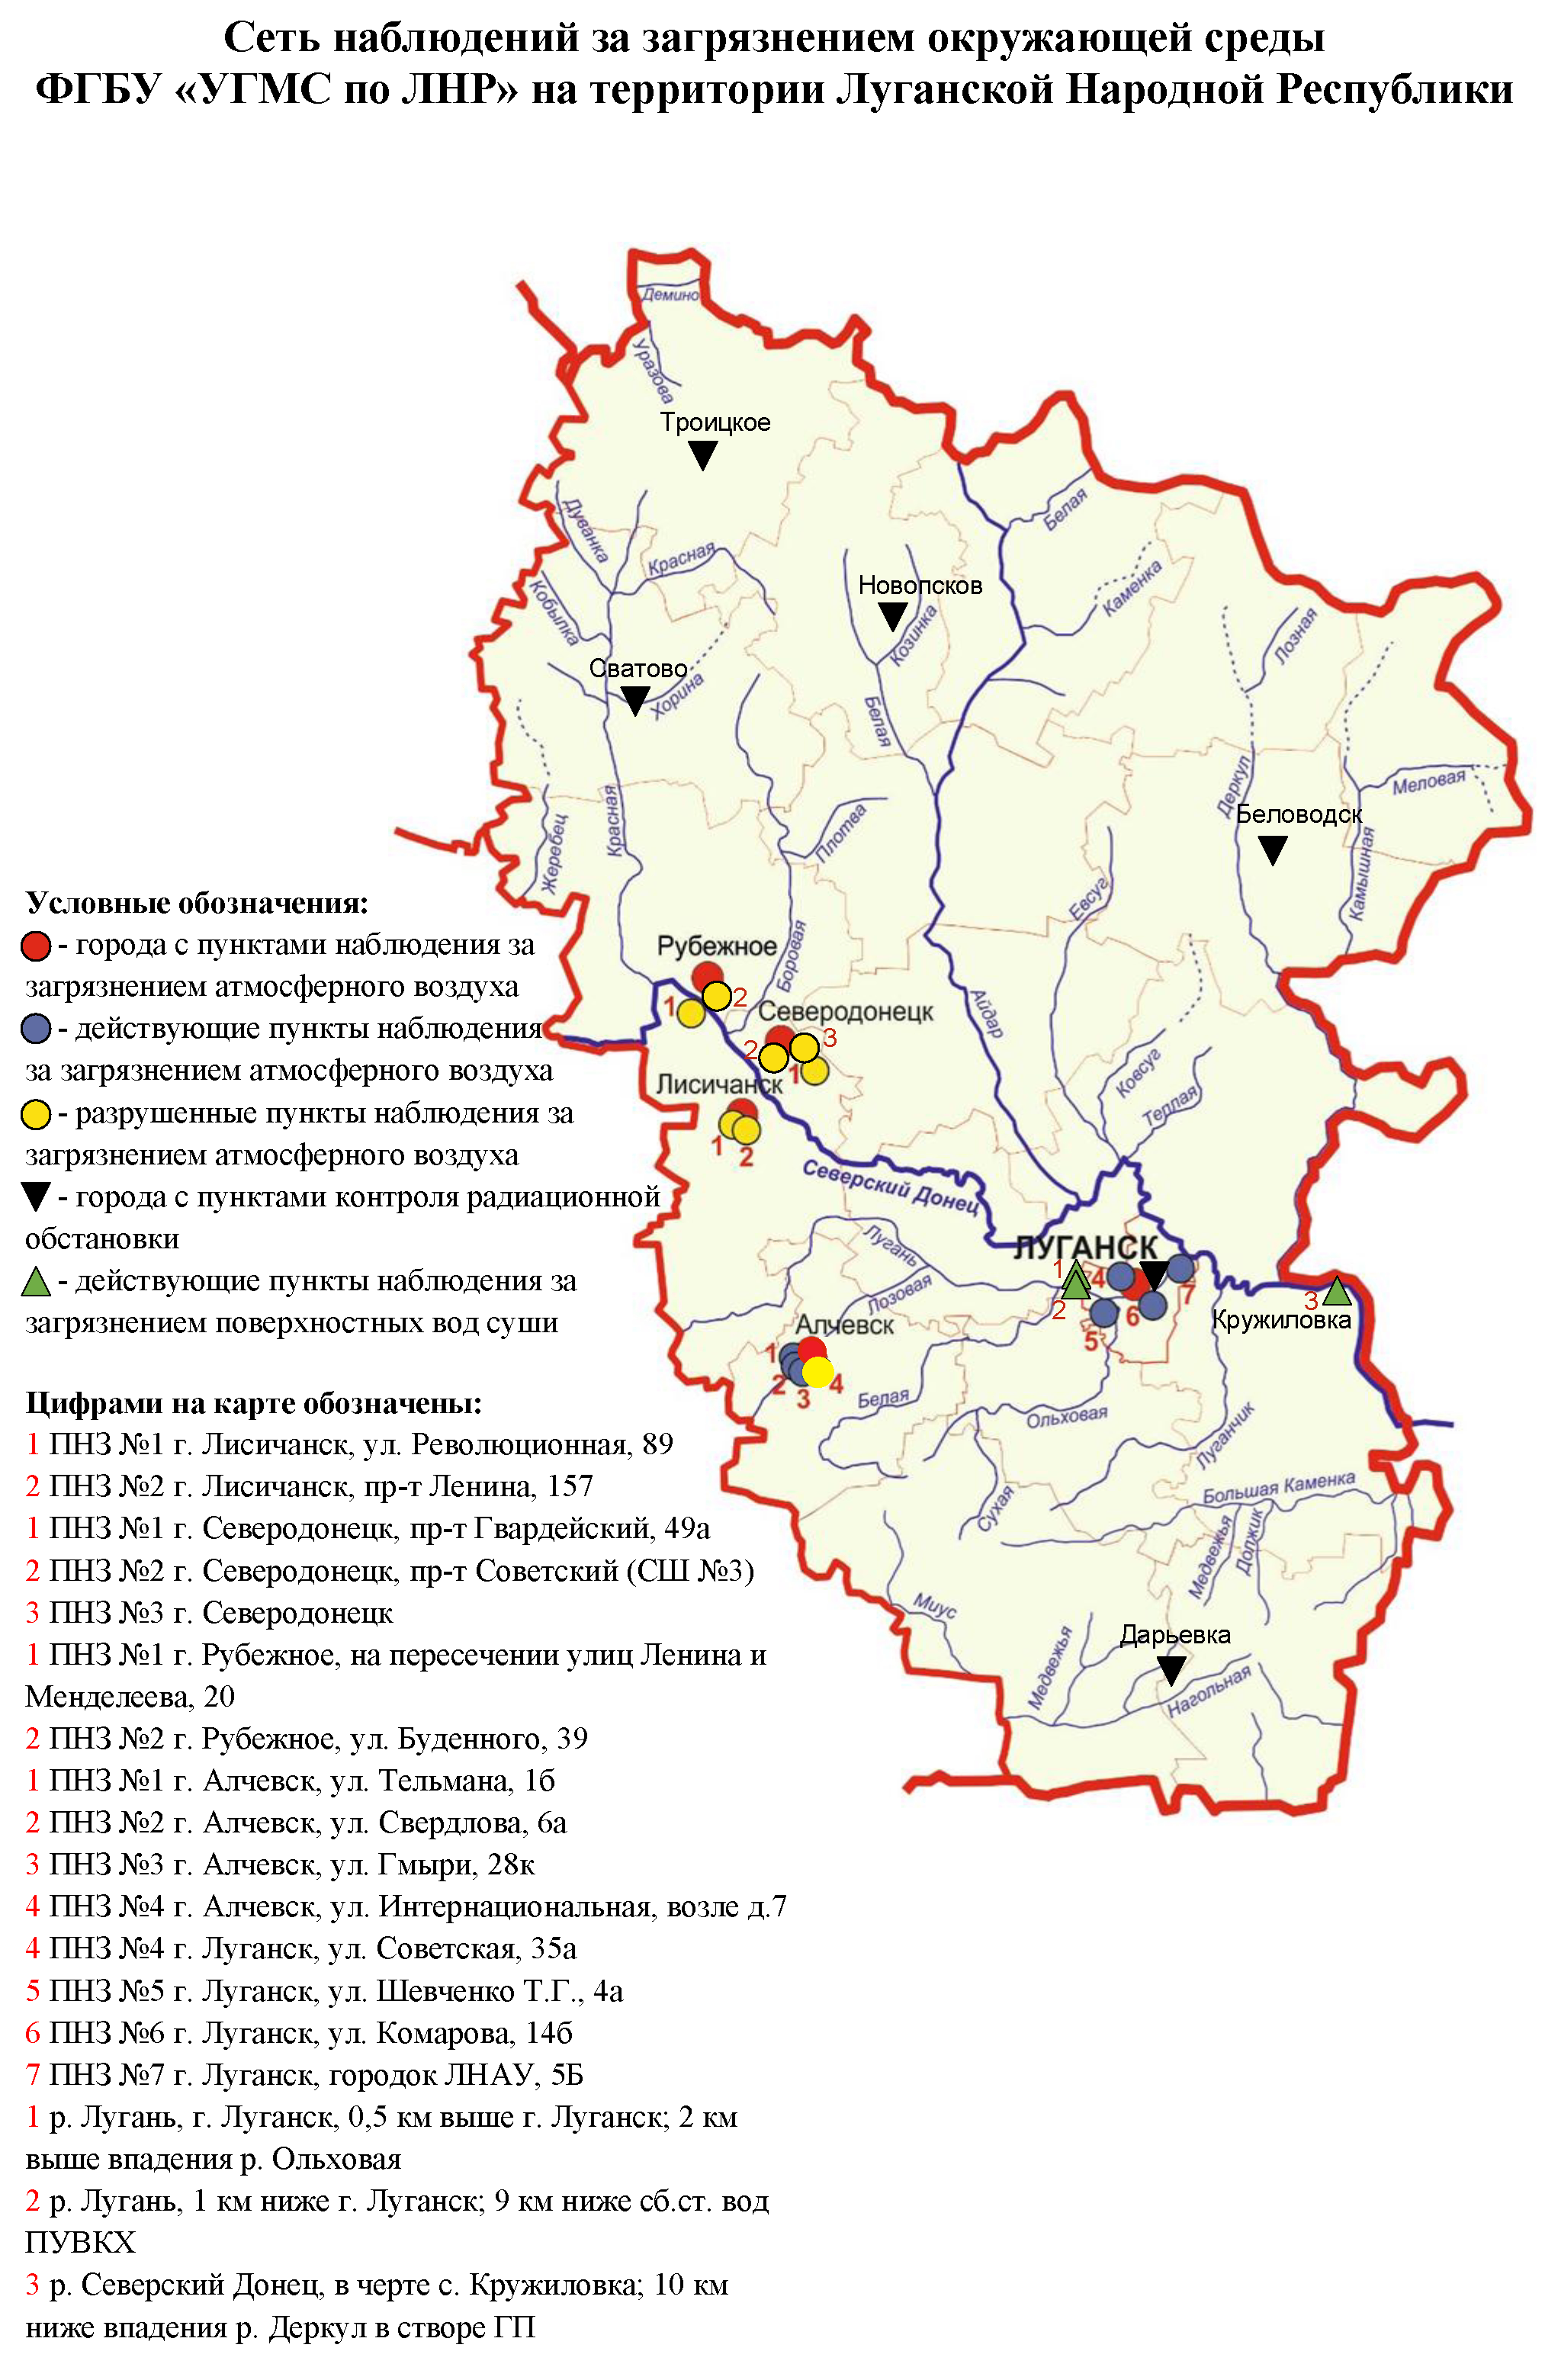 Сеть наблюдений за загрязнением окружающей среды
ФГБУ «УГМС по ЛНР» на территории Луганской Народной Республики
Демино
Уразова
Троицкое
Дуванка
Красная
Белая
Кобылка
Новопсков
Каменка
Козинка
Лозная
Сватово
Хорина
Белая
Деркул
Меловая
Беловодск
Красная
Жеребец
Плотва
Камышная
Евсуг
Боровая
Айдар
Рубежное
1
2
Северодонецк
2
3
1
Лисичанск
1
2
Ковсуг
Теплая
Северский Донец
Лугань
ЛУГАНСК
1
2
4
5
6
7
Лозовая
3
Кружиловка
Алчевск
1
2
3
4
Белая
Ольховая
Луганчик
Сухая
Большая Каменка
Медвежья
Должик
Миус
Дарьевка
Медвежья
Нагольная
Условные обозначения:
- города с пунктами наблюдения за
загрязнением атмосферного воздуха
- действующие пункты наблюдения
за загрязнением атмосферного воздуха
- разрушенные пункты наблюдения за
загрязнением атмосферного воздуха
- города с пунктами контроля радиационной
обстановки
- действующие пункты наблюдения за
загрязнением поверхностных вод суши
Цифрами на карте обозначены:
1 ПНЗ №1 г. Лисичанск, ул. Революционная, 89
2 ПНЗ №2 г. Лисичанск, пр-т Ленина, 157
1 ПНЗ №1 г. Северодонецк, пр-т Гвардейский, 49а
2 ПНЗ №2 г. Северодонецк, пр-т Советский (СШ №3)
3 ПНЗ №3 г. Северодонецк
1 ПНЗ №1 г. Рубежное, на пересечении улиц Ленина и
Менделеева, 20
2 ПНЗ №2 г. Рубежное, ул. Буденного, 39
1 ПНЗ №1 г. Алчевск, ул. Тельмана, 1б
2 ПНЗ №2 г. Алчевск, ул. Свердлова, 6а
3 ПНЗ №3 г. Алчевск, ул. Гмыри, 28к
4 ПНЗ №4 г. Алчевск, ул. Интернациональная, возле д.7
4 ПНЗ №4 г. Луганск, ул. Советская, 35а
5 ПНЗ №5 г. Луганск, ул. Шевченко Т.Г., 4а
6 ПНЗ №6 г. Луганск, ул. Комарова, 14б
7 ПНЗ №7 г. Луганск, городок ЛНАУ, 5Б
1 р. Лугань, г. Луганск, 0,5 км выше г. Луганск; 2 км
выше впадения р. Ольховая
2 р. Лугань, 1 км ниже г. Луганск; 9 км ниже сб.ст. вод
ПУВКХ
3 р. Северский Донец, в черте с. Кружиловка; 10 км
ниже впадения р. Деркул в створе ГП